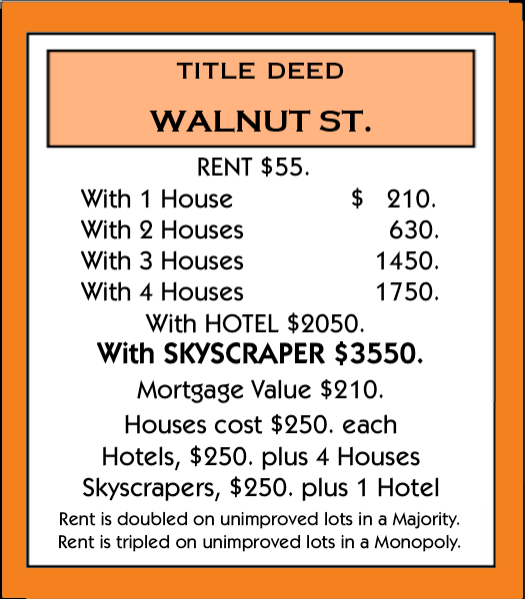 TITLE DEED
WALNUT ST.
RENT $55.
With 1 House $ 210.
With 2 Houses 630.
With 3 Houses 1450.
With 4 Houses 1750.
With HOTEL $2050.
With SKYSCRAPER $3550.
Mortgage Value $210.
Houses cost $250. each
Hotels, $250. plus 4 Houses
Skyscrapers, $250. plus 1 Hotel
Rent is doubled on unimproved lots in a Majority.
Rent is tripled on unimproved lots in a Monopoly.